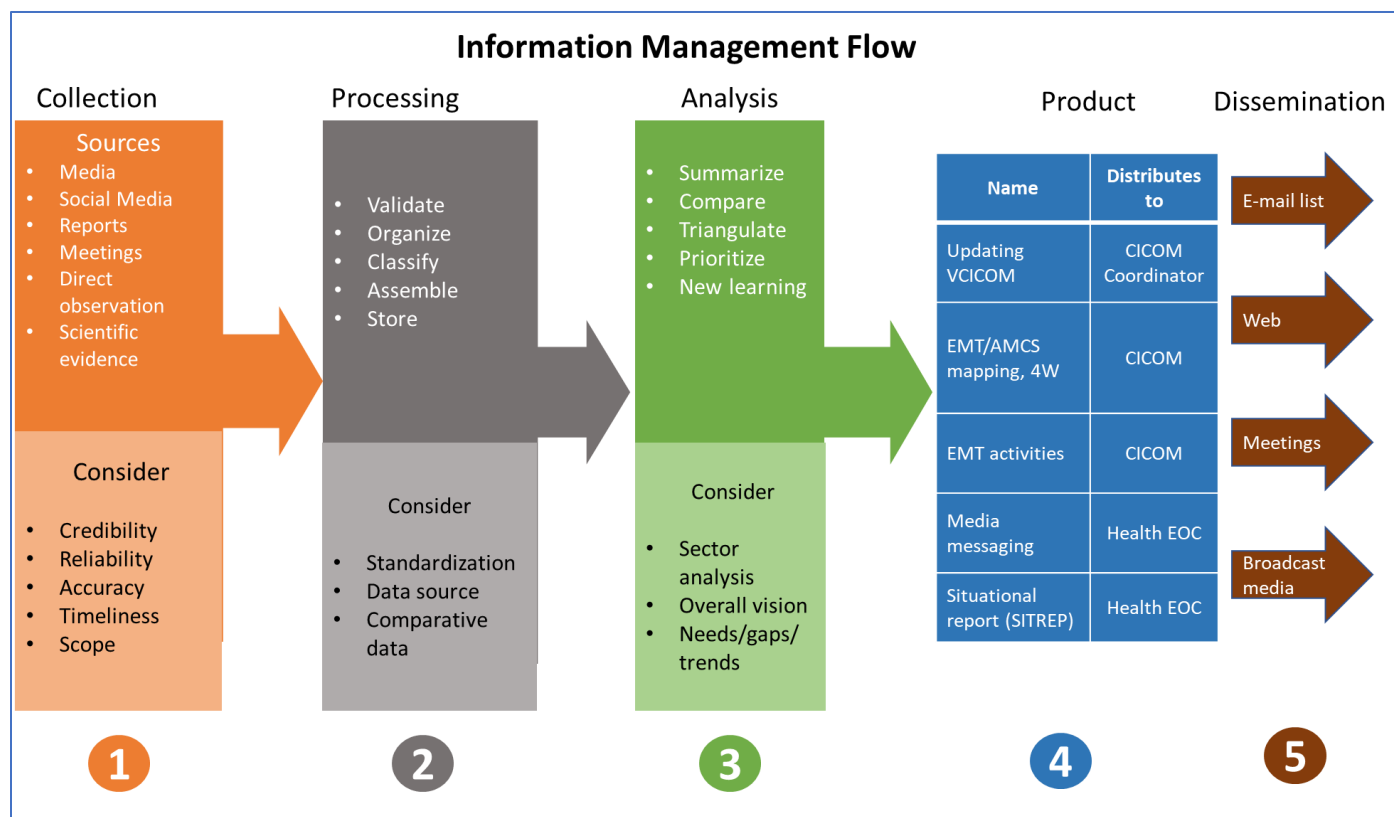 Information Management Flow
Collection
Sources
• Media
• Social Media
• Reports
• Meetings
• Direct
observation
• Scientific
evidence
Consider
• Credibility
• Reliability
• Accuracy
• Timeliness
• Scope
1
Processing
• Validate
• Organize
• Classify
• Assemble
• Store
Consider
• Standardization
• Data source
• Comparative
data
2
Analysis
• Summarize
• Compare
• Triangulate
• Prioritize
• New learning
Consider
• Sector
analysis
• Overall vision
• Needs/gaps/
trends
3
Product
Name
Distributes
to
Updating
VCICOM
CICOM
Coordinator
EMT/AMCS
mapping, 4W
CICOM
EMT activities
CICOM
Media
messaging
Health EOC
Situational
report (SITREP)
Health EOC
4
Dissemination
E-mail list
Web
Meetings
Broadcast
media
5